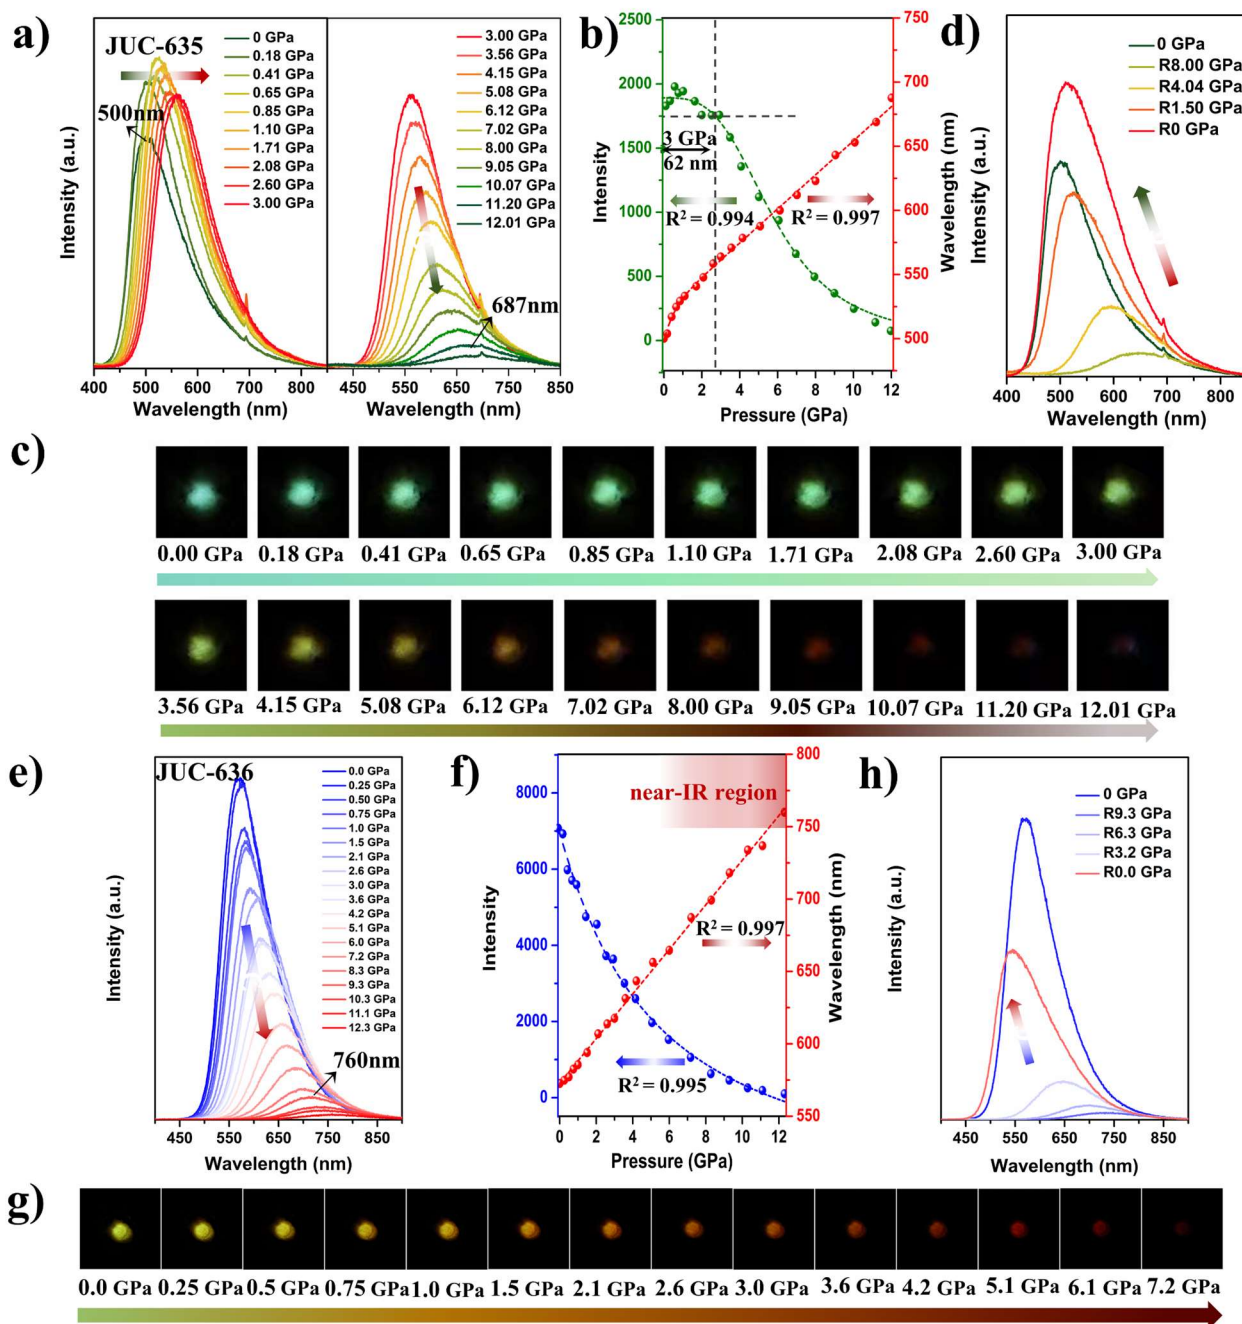 a)
JUC-635
500nm
0 GPa
0.18 GPa
0.41 GPa
0.65 GPa
0.85 GPa
1.10 GPa
1.71 GPa
2.08 GPa
2.60 GPa
3.00 GPa
Intensity (a.u.)
400 500 600 700 800
Wavelength (nm)
3.00 GPa
3.56 GPa
4.15 GPa
5.08 GPa
6.12 GPa
7.02 GPa
8.00 GPa
9.05 GPa
10.07 GPa
11.20 GPa
12.01 GPa
687nm
450 550 650 750 850
Wavelength (nm)
b)
2500
2000
1500
1000
500
0
Intensity
3 GPa
62 nm
R² = 0.994
R² = 0.997
750
700
650
600
550
500
Wavelength (nm)
0 2 4 6 8 10 12
Pressure (GPa)
d)
0 GPa
R8.00 GPa
R4.04 GPa
R1.50 GPa
R0 GPa
Intensity (a.u.)
400 500 600 700 800
Wavelength (nm)
c)
0.00 GPa 0.18 GPa 0.41 GPa 0.65 GPa 0.85 GPa 1.10 GPa 1.71 GPa 2.08 GPa 2.60 GPa 3.00 GPa
3.56 GPa 4.15 GPa 5.08 GPa 6.12 GPa 7.02 GPa 8.00 GPa 9.05 GPa 10.07 GPa 11.20 GPa 12.01 GPa
e)
JUC-636
0.0 GPa
0.25 GPa
0.50 GPa
0.75 GPa
1.0 GPa
1.5 GPa
2.1 GPa
2.6 GPa
3.0 GPa
3.6 GPa
4.2 GPa
5.1 GPa
6.0 GPa
7.2 GPa
8.3 GPa
9.3 GPa
10.3 GPa
11.1 GPa
12.3 GPa
760nm
Intensity (a.u.)
450 550 650 750 850
Wavelength (nm)
f)
8000
6000
4000
2000
0
Intensity
near-IR region
R² = 0.997
R² = 0.995
800
750
700
650
600
550
Wavelength (nm)
0 2 4 6 8 10 12
Pressure (GPa)
h)
0 GPa
R9.3 GPa
R6.3 GPa
R3.2 GPa
R0.0 GPa
Intensity (a.u.)
450 550 650 750 850
Wavelength (nm)
g)
0.0 GPa 0.25 GPa 0.5 GPa 0.75 GPa 1.0 GPa 1.5 GPa 2.1 GPa 2.6 GPa 3.0 GPa 3.6 GPa 4.2 GPa 5.1 GPa 6.1 GPa 7.2 GPa